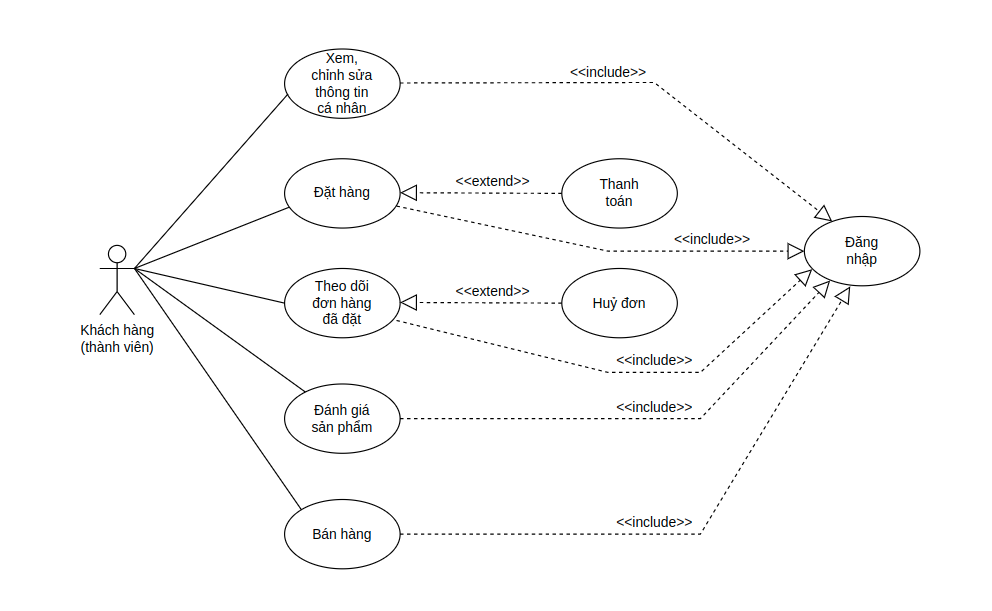 Xem,
chỉnh sửa
thông tin
cá nhân
<<include>>
Đặt hàng
<<extend>>
Thanh
toán
<<include>>
Đăng
nhập
Khách hàng
(thành viên)
Theo dõi
đơn hàng
đã đặt
<<extend>>
Huỷ đơn
<<include>>
Đánh giá
sản phẩm
<<include>>
Bán hàng
<<include>>